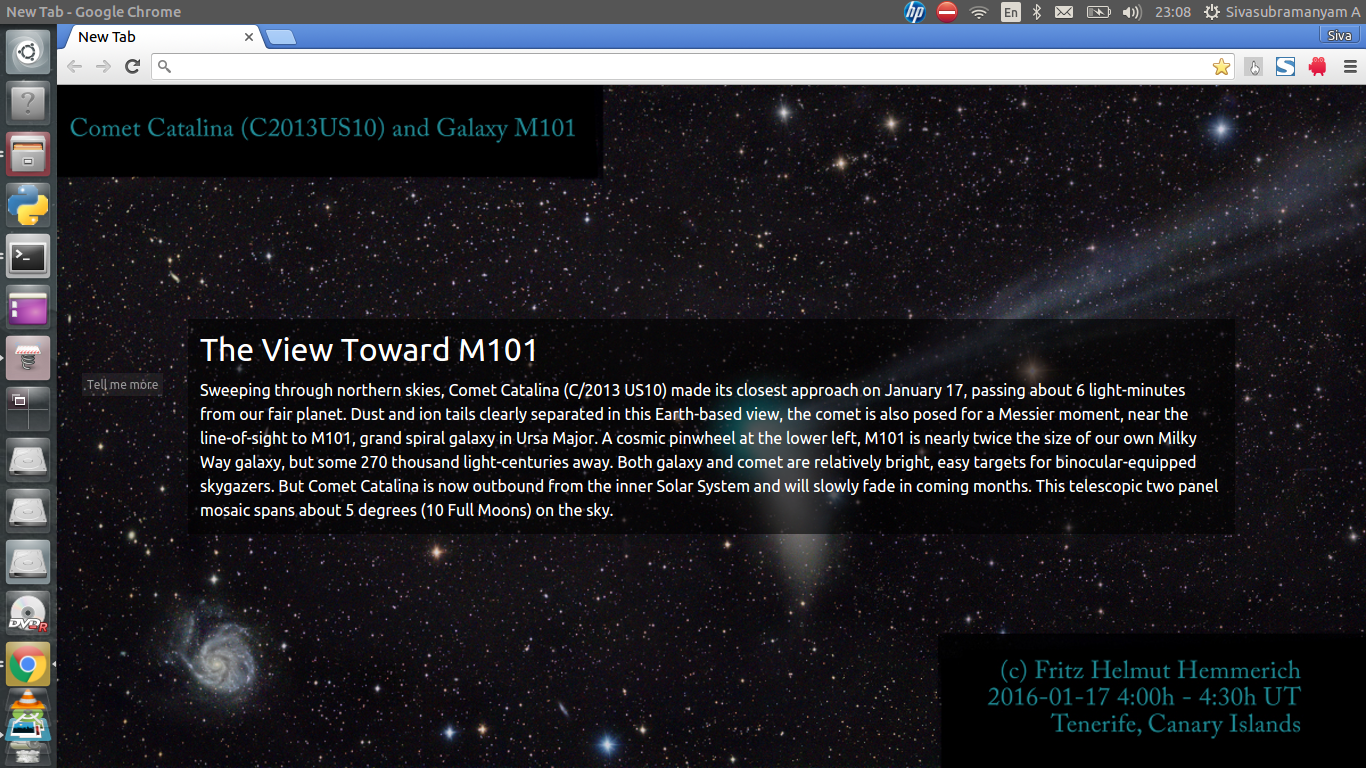 New Tab - Google Chrome
hp
En
23:08
Sivasubramanyam A
New Tab
Siva
Comet Catalina (C2013US10) and Galaxy M101
The View Toward M101
Tell me more
Sweeping through northern skies, Comet Catalina (C/2013 US10) made its closest approach on January 17, passing about 6 light-minutes
from our fair planet. Dust and ion tails clearly separated in this Earth-based view, the comet is also posed for a Messier moment, near the
line-of-sight to M101, grand spiral galaxy in Ursa Major. A cosmic pinwheel at the lower left, M101 is nearly twice the size of our own Milky
Way galaxy, but some 270 thousand light-centuries away. Both galaxy and comet are relatively bright, easy targets for binocular-equipped
skygazers. But Comet Catalina is now outbound from the inner Solar System and will slowly fade in coming months. This telescopic two panel
mosaic spans about 5 degrees (10 Full Moons) on the sky.
DVD-R
(c) Fritz Helmut Hemmerich
2016-01-17 4:00h - 4:30h UT
Tenerife, Canary Islands